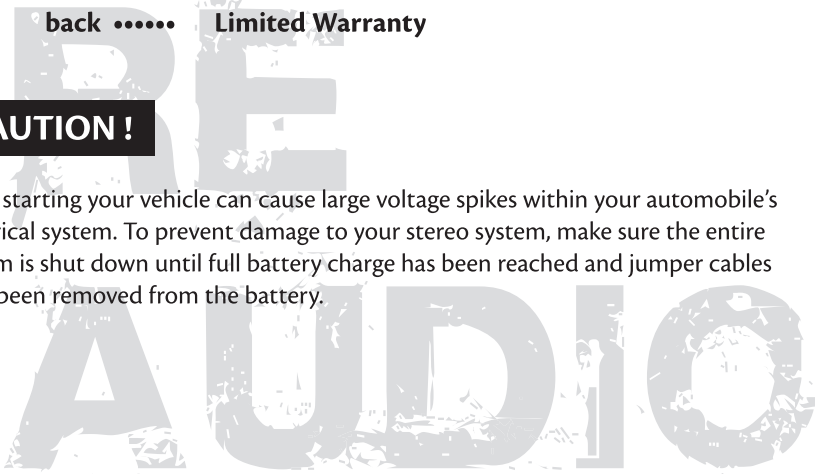 back •••••• Limited Warranty
RE
AUTION !
starting your vehicle can cause large voltage spikes within your automobile's
ical system. To prevent damage to your stereo system, make sure the entire
m is shut down until full battery charge has been reached and jumper cables
been removed from the battery.
AUDIO